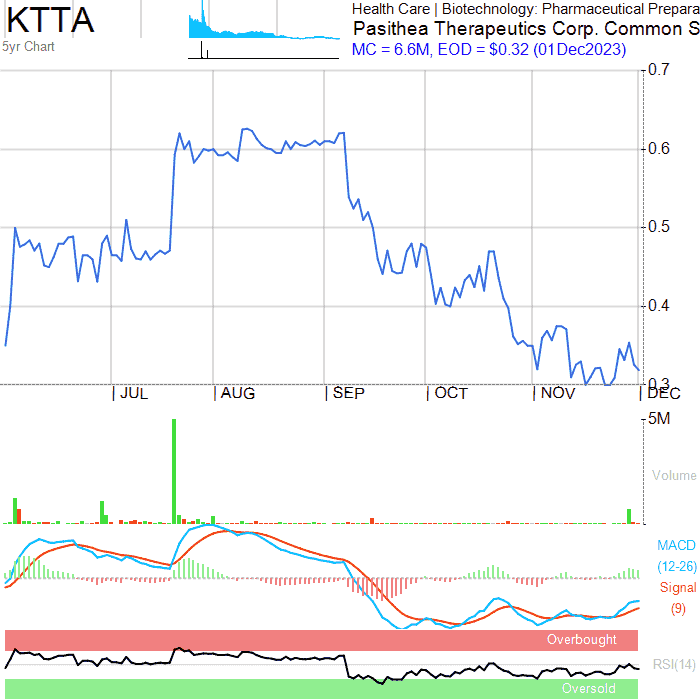 KTTA
5yr Chart
Health Care | Biotechnology: Pharmaceutical Prepara
Pasithea Therapeutics Corp. Common S
MC = 6.6M, EOD = $0.32 (01Dec2023)
0.7
0.6
0.5
0.4
0.3
JUL AUG SEP OCT NOV DEC
5M
Volume
MACD
(12-26)
Signal
(9)
Overbought
RSI(14)
Oversold